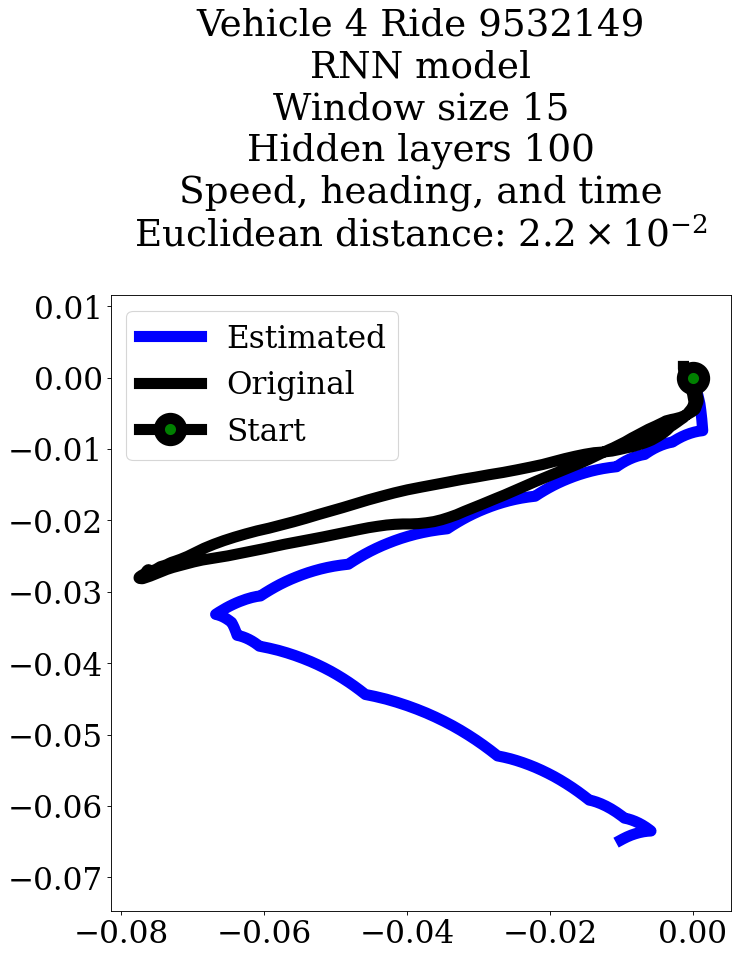 Vehicle 4 Ride 9532149
RNN model
Window size 15
Hidden layers 100
Speed, heading, and time
Euclidean distance: 2.2 × 10⁻²
Estimated
Original
Start
0.01
0.00
−0.01
−0.02
−0.03
−0.04
−0.05
−0.06
−0.07
−0.08 −0.06 −0.04 −0.02 0.00